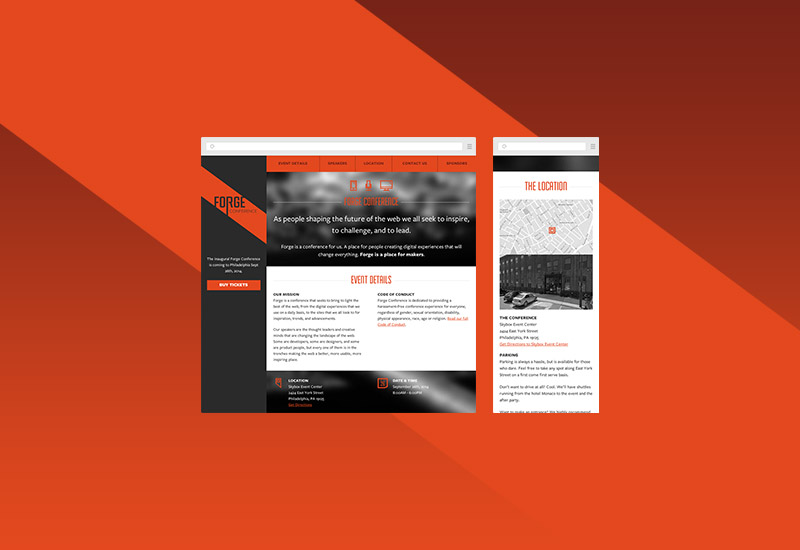 EVENT DETAILS
SPEAKERS
LOCATION
CONTACT US
SPONSORS
FORGE
CONFERENCE
The Inaugural Forge Conference
is coming to Philadelphia Sept
26th, 2014
BUY TICKETS
FORGE CONFERENCE
As people shaping the future of the web we all seek to inspire,
to challenge, and to lead.
Forge is a conference for us. A place for people creating digital experiences that will
change everything. Forge is a place for makers.
EVENT DETAILS
OUR MISSION
Forge is a conference that seeks to bring to light the
best of the web; from the digital experiences that we
use on a daily basis, to the sites that we all look to for
inspiration, trends, and advancements.
Our speakers are the thought leaders and creative
minds that are changing the landscape of the web.
Some are developers, some are designers, and some
are product people, but every one of them is in the
trenches making the web a better, more usable, more
inspiring place.
CODE OF CONDUCT
Forge Conference is dedicated to providing a
harassment-free conference experience for everyone,
regardless of gender, sexual orientation, disability,
physical appearance, race, age or religion. Read our full
Code of Conduct.
LOCATION
Skybox Event Center
2424 East York Street
Philadelphia, PA 19125
Get Directions
DATE & TIME
September 26th, 2014
8:00AM - 6:00PM
THE LOCATION
THE CONFERENCE
Skybox Event Center
2424 East York Street
Philadelphia, PA 19125
Get Directions to Skybox Event Center
PARKING
Parking is always a hassle, but is available for those
who dare. Feel free to take any spot along East York
Street on a first come first serve basis.
Don't want to drive at all? Cool. We'll have shuttles
running from the hotel Monaco to the event and the
after party.
Want to make an entrance? We highly recommend